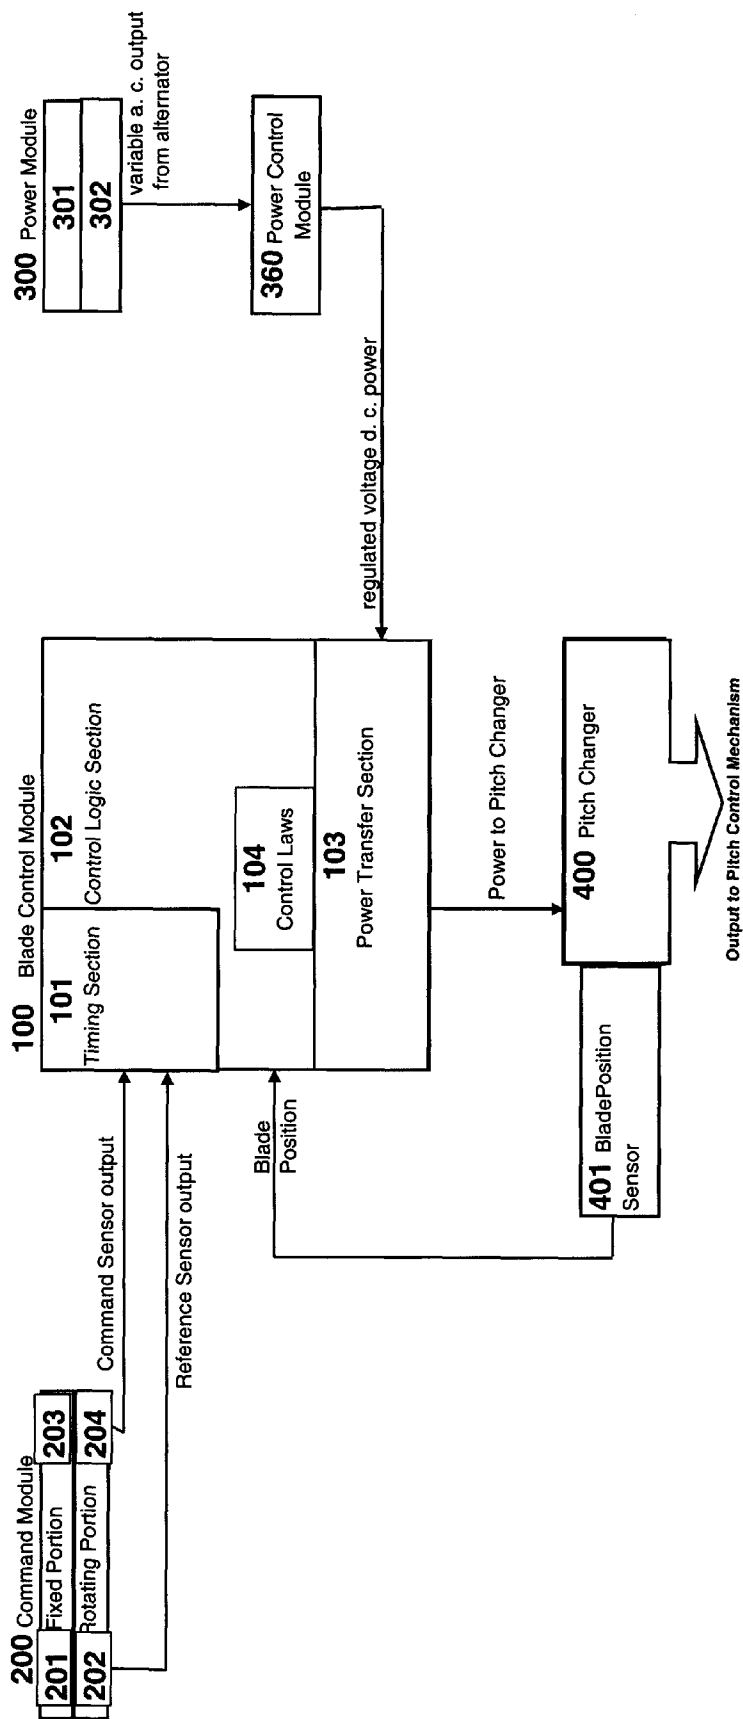 200 Command Module
201
Fixed Portion
203
202
Rotating Portion
204
Command Sensor output
Reference Sensor output
100 Blade Control Module
101
Timing Section
102
Control Logic Section
104
Control Laws
103
Power Transfer Section
Blade
Position
300 Power Module
301
302
variable a. c. output
from alternator
360 Power Control
Module
regulated voltage d. c. power
Power to Pitch Changer
401 BladePosition
Sensor
400 Pitch Changer
Output to Pitch Control Mechanism